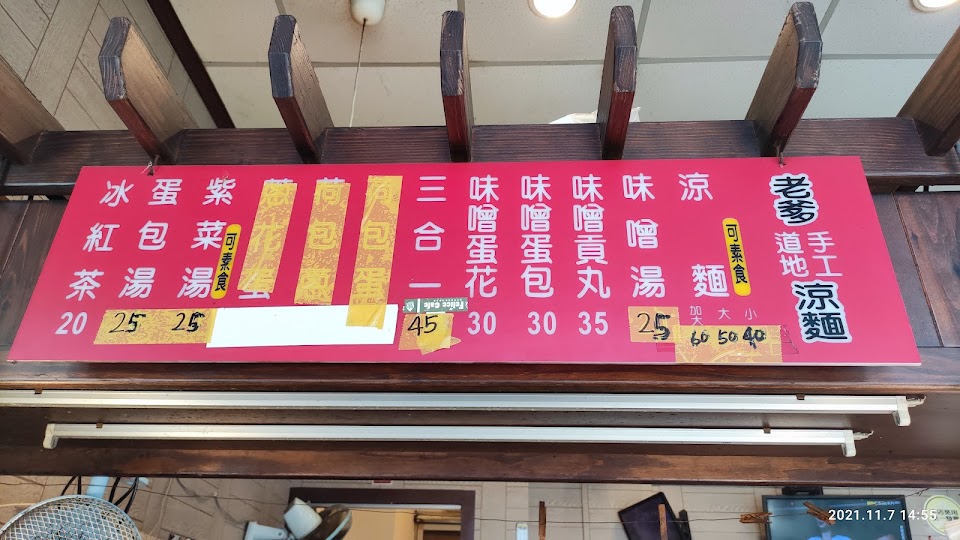 老爹
道地
手工
涼麵
可素食
涼麵
加大 大 小
60 50 40
味噌湯
25
味噌貢丸
35
味噌蛋包
30
味噌蛋花
30
三合一
45
Felice Cafe
紫菜湯
可素食
25
蛋包湯
25
冰紅茶
20
2021.11.7 14:55